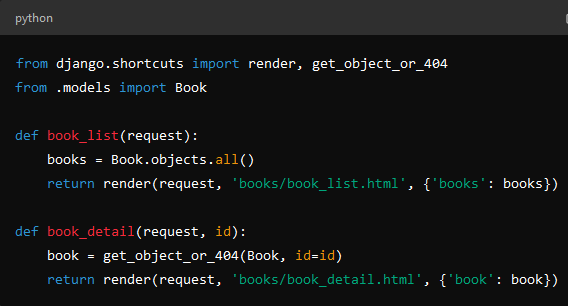 python
from django.shortcuts import render, get_object_or_404
from .models import Book
def book_list(request):
    books = Book.objects.all()
    return render(request, 'books/book_list.html', {'books': books})
def book_detail(request, id):
    book = get_object_or_404(Book, id=id)
    return render(request, 'books/book_detail.html', {'book': book})